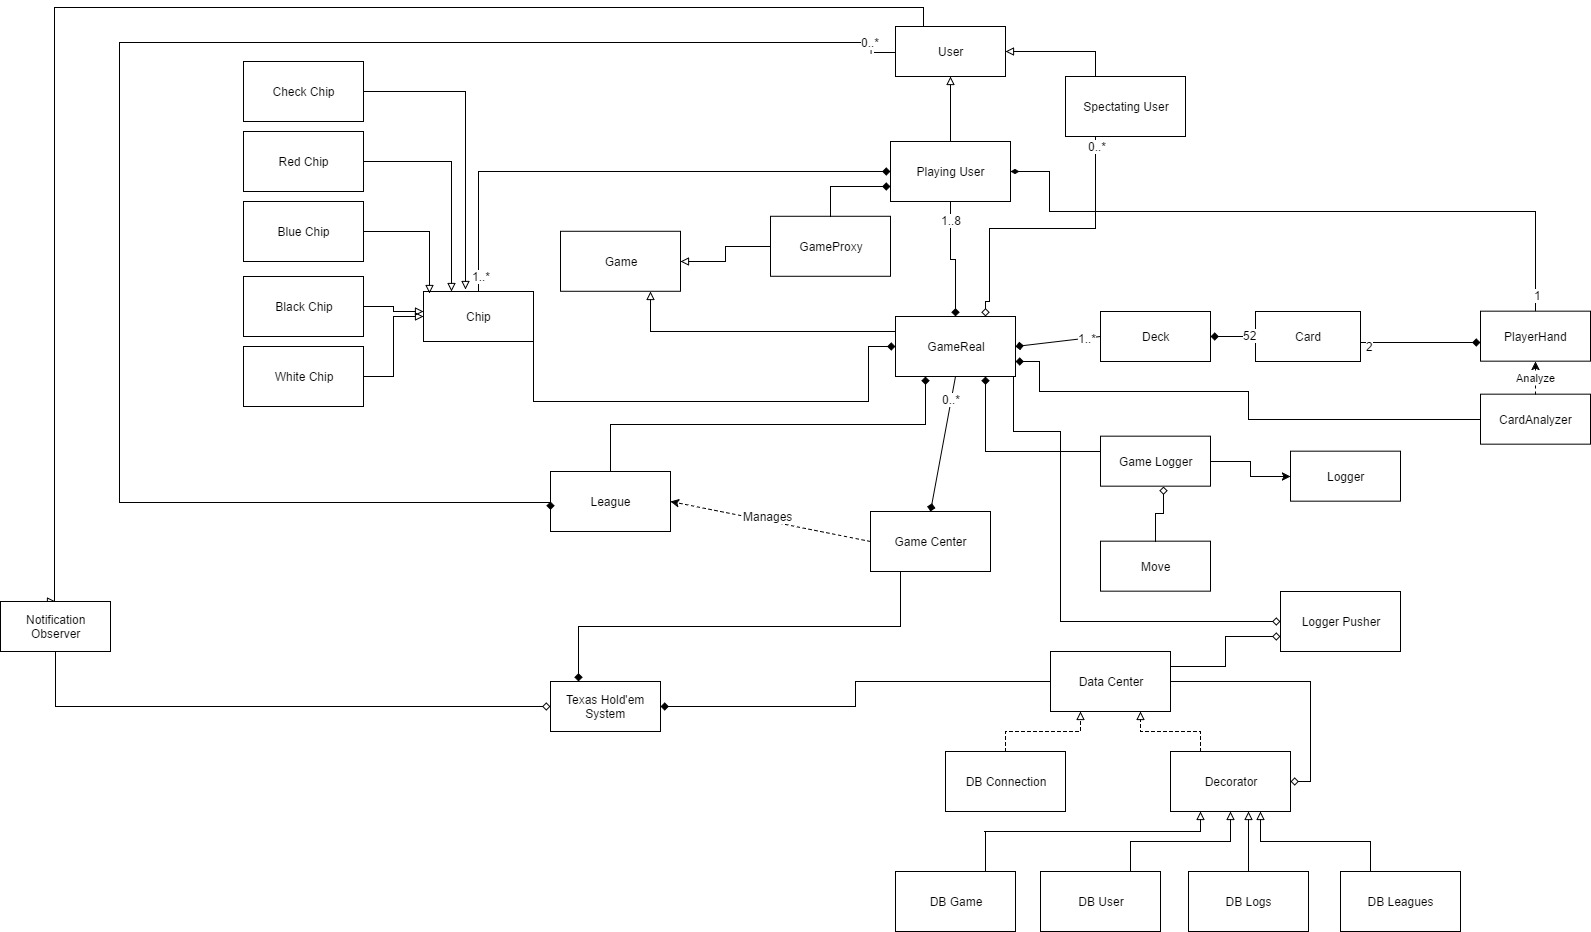 0..*
User
Check Chip
Spectating User
0..*
Red Chip
Playing User
1..8
Blue Chip
Game
GameProxy
1..*
1
Black Chip
Chip
GameReal
1..*
Deck
52
Card
2
PlayerHand
White Chip
Analyze
0..*
CardAnalyzer
Game Logger
Logger
League
Manages
Game Center
Move
Notification
Observer
Logger Pusher
Texas Hold'em
System
Data Center
DB Connection
Decorator
DB Game
DB User
DB Logs
DB Leagues